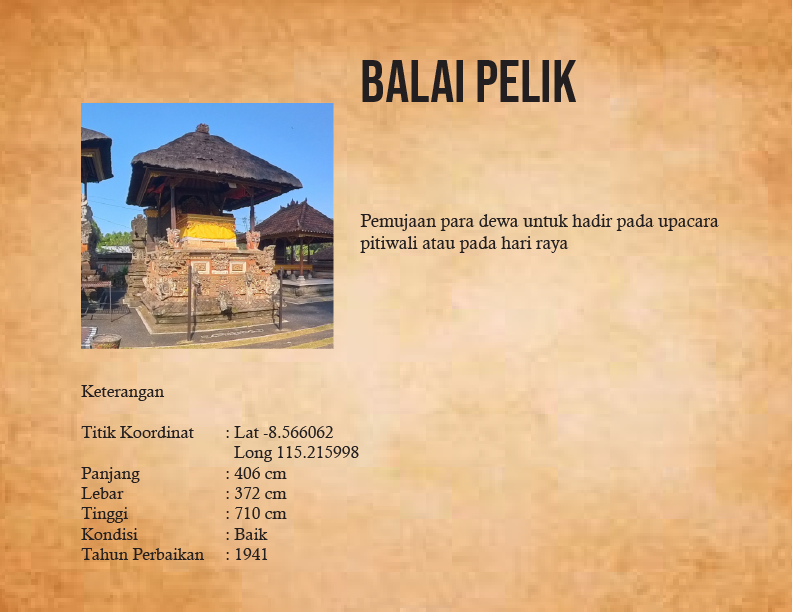 BALAI PELIK
Pemujaan para dewa untuk hadir pada upacara
pitiwali atau pada hari raya
Keterangan
Titik Koordinat : Lat -8.566062
Long 115.215998
Panjang : 406 cm
Lebar : 372 cm
Tinggi : 710 cm
Kondisi : Baik
Tahun Perbaikan : 1941